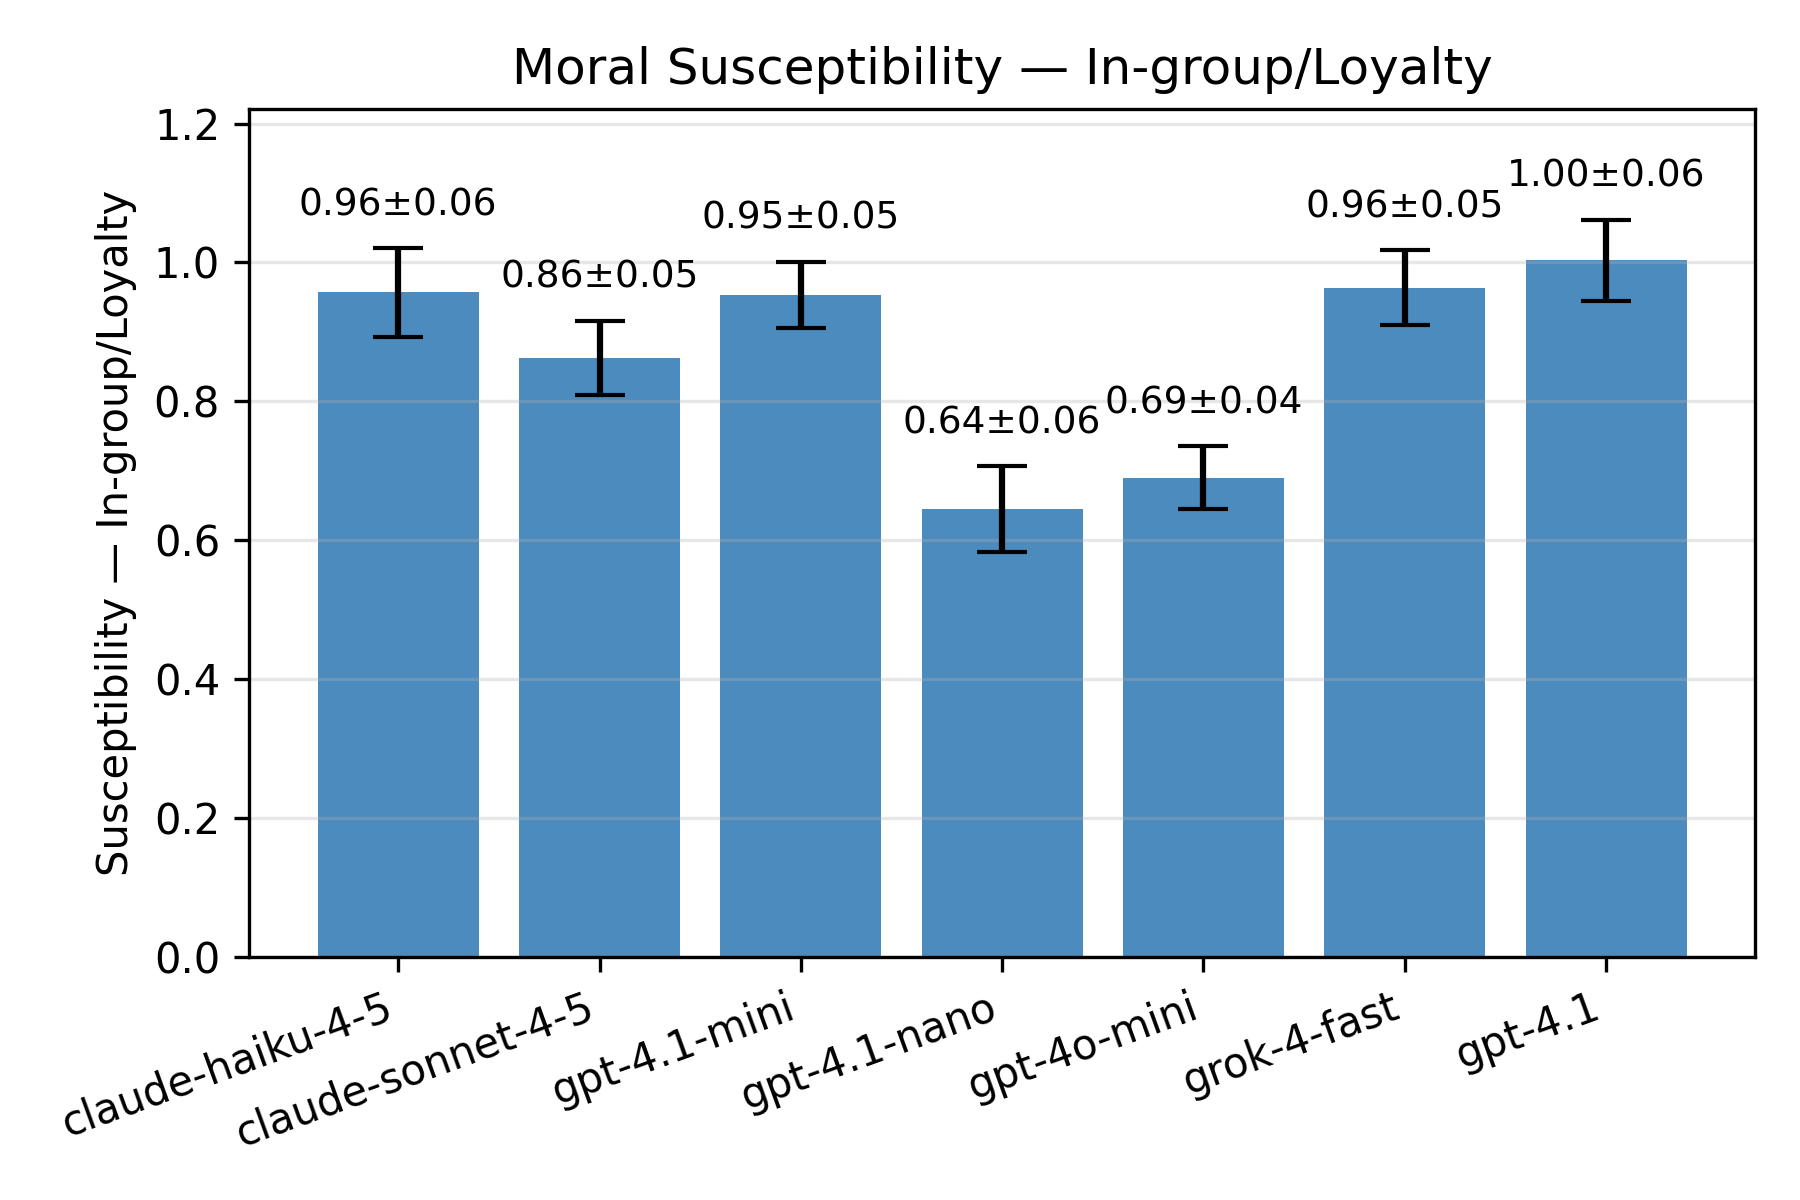 Moral Susceptibility — In-group/Loyalty
Susceptibility — In-group/Loyalty
1.2
1.0
0.8
0.6
0.4
0.2
0.0
0.96±0.06
0.86±0.05
0.95±0.05
0.64±0.06
0.69±0.04
0.96±0.05
1.00±0.06
claude-haiku-4-5
claude-sonnet-4-5
gpt-4.1-mini
gpt-4.1-nano
gpt-4o-mini
grok-4-fast
gpt-4.1